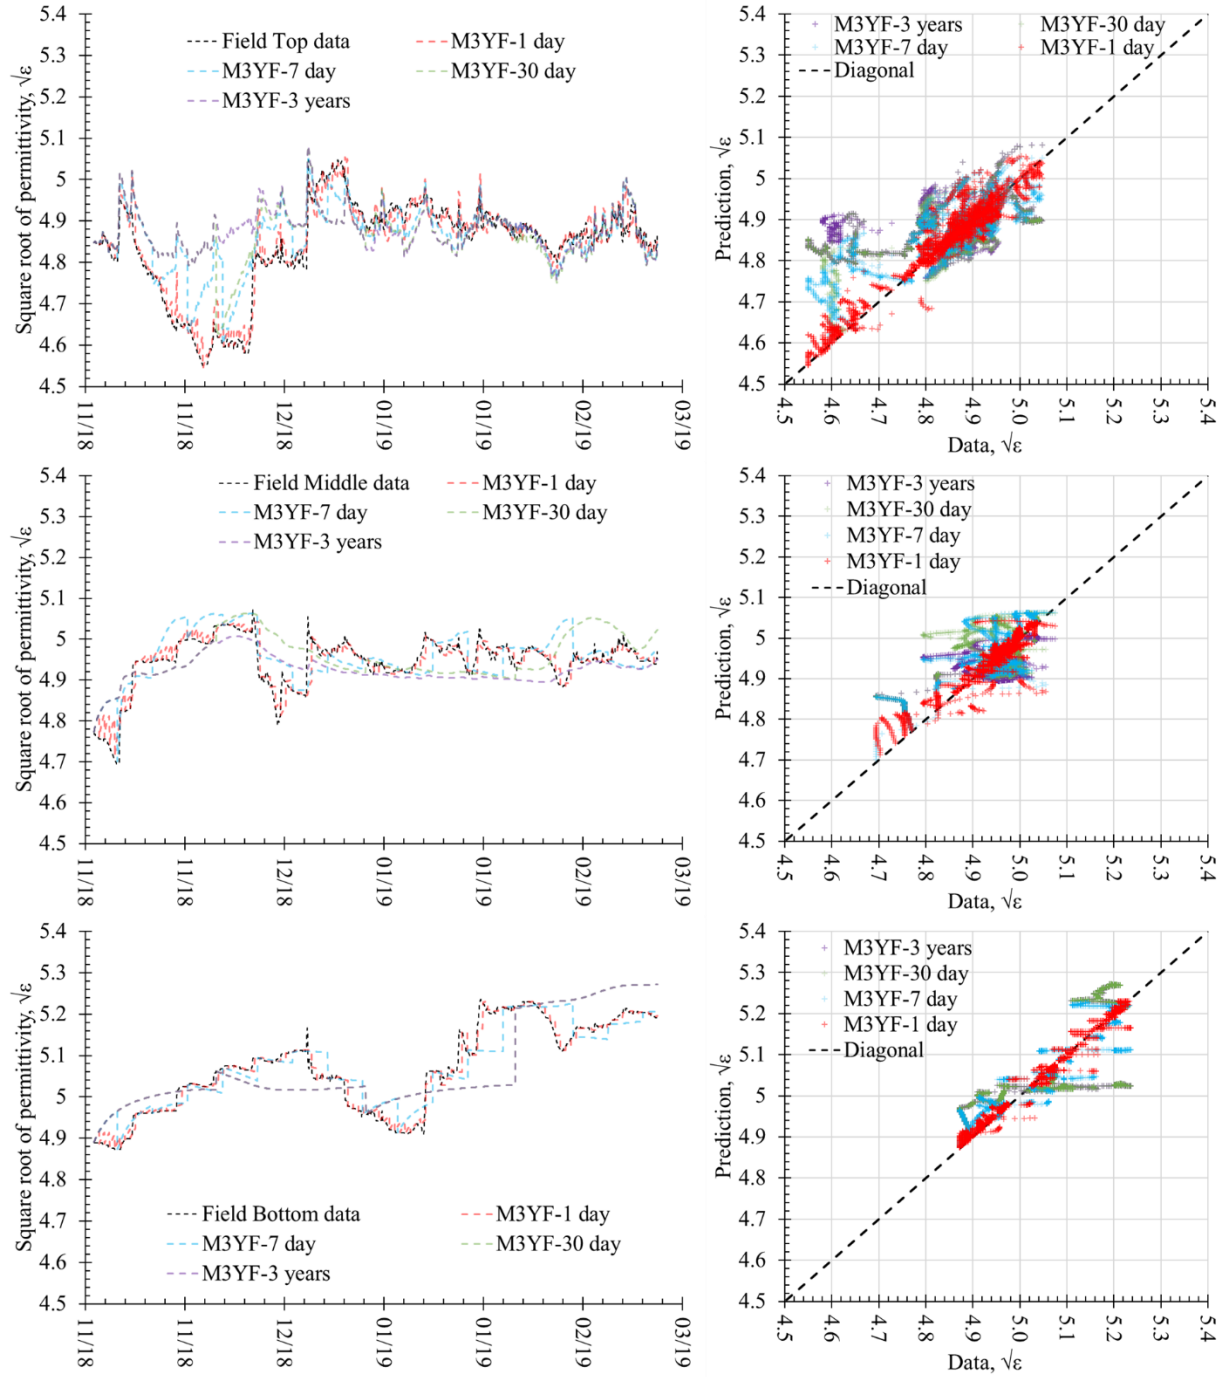 5.4
5.3
5.2
5.1
5
4.9
4.8
4.7
4.6
4.5
Square root of permittivity, √ε
Field Top data
M3YF-1 day
M3YF-7 day
M3YF-30 day
M3YF-3 years
11/18
11/18
12/18
01/19
01/19
02/19
03/19
5.4
5.3
5.2
5.1
5.0
4.9
4.8
4.7
4.6
4.5
Prediction, √ε
M3YF-3 years
M3YF-30 day
M3YF-7 day
M3YF-1 day
Diagonal
4.5
4.6
4.7
4.8
4.9
5.0
5.1
5.2
5.3
5.4
Data, √ε
5.4
5.3
5.2
5.1
5
4.9
4.8
4.7
4.6
4.5
Square root of permittivity, √ε
Field Middle data
M3YF-1 day
M3YF-7 day
M3YF-30 day
M3YF-3 years
11/18
11/18
12/18
01/19
01/19
02/19
03/19
5.4
5.3
5.2
5.1
5.0
4.9
4.8
4.7
4.6
4.5
Prediction, √ε
M3YF-3 years
M3YF-30 day
M3YF-7 day
M3YF-1 day
Diagonal
4.5
4.6
4.7
4.8
4.9
5.0
5.1
5.2
5.3
5.4
Data, √ε
5.4
5.3
5.2
5.1
5
4.9
4.8
4.7
4.6
4.5
Square root of permittivity, √ε
Field Bottom data
M3YF-1 day
M3YF-7 day
M3YF-30 day
M3YF-3 years
11/18
11/18
12/18
01/19
01/19
02/19
03/19
5.4
5.3
5.2
5.1
5.0
4.9
4.8
4.7
4.6
4.5
Prediction, √ε
M3YF-3 years
M3YF-30 day
M3YF-7 day
M3YF-1 day
Diagonal
4.5
4.6
4.7
4.8
4.9
5.0
5.1
5.2
5.3
5.4
Data, √ε